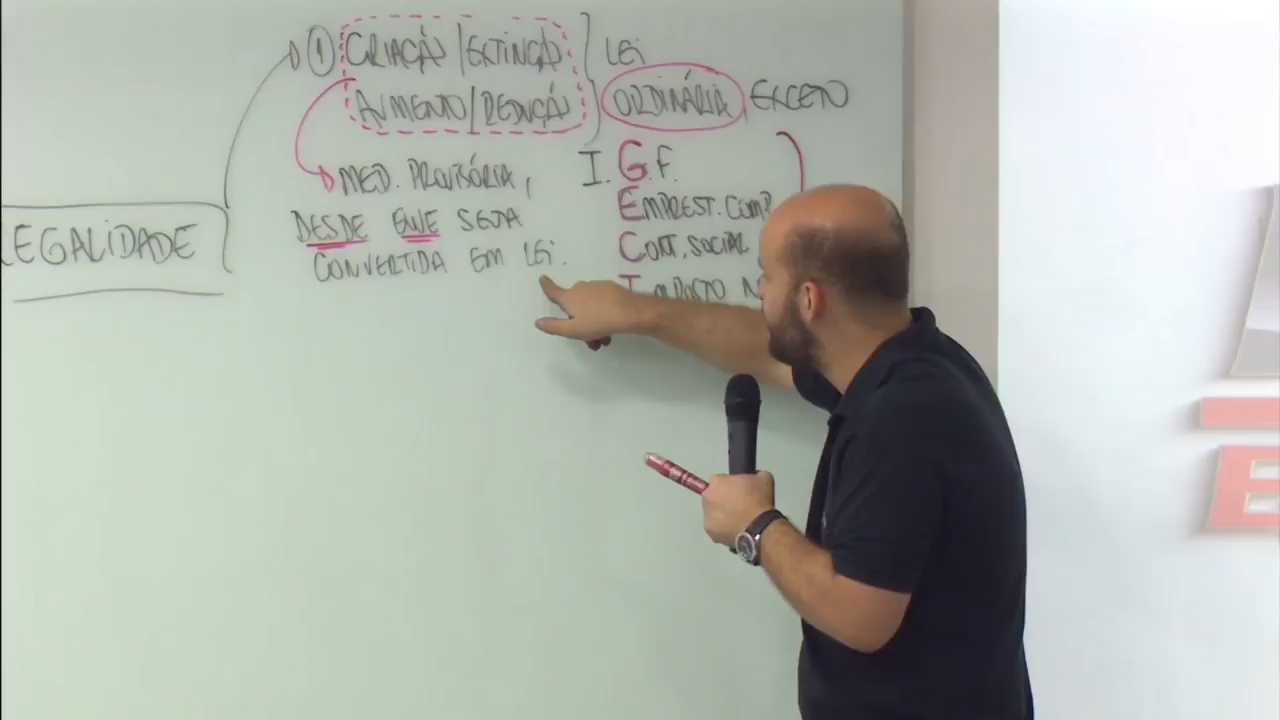 LEGALIDADE
① CRIAÇÃO/EXTINÇÃO
AUMENTO/REDUÇÃO
LEI
ORDINÁRIA, EXCETO
MED. PROVISÓRIA,
DESDE QUE SEJA
CONVERTIDA EM LEI.
I.G.F.
EMPREST. COMP
CONT. SOCIAL
IMPOSTO
E